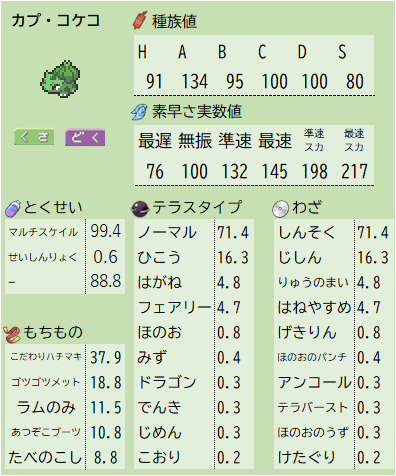 カプ・コケコ
くさ どく
種族値
H A B C D S
91 134 95 100 100 80
素早さ実数値
最遅 無振 準速 最速 準速スカ 最速スカ
76 100 132 145 198 217
とくせい
マルチスケイル 99.4
せいしんりょく 0.6
- 88.8
もちもの
こだわりハチマキ 37.9
ゴツゴツメット 18.8
ラムのみ 11.5
あつぞこブーツ 10.8
たべのこし 8.8
テラスタイプ
ノーマル 71.4
ひこう 16.3
はがね 4.8
フェアリー 4.7
ほのお 0.8
みず 0.4
ドラゴン 0.3
でんき 0.3
じめん 0.3
こおり 0.2
わざ
しんそく 71.4
じしん 16.3
りゅうのまい 4.8
はねやすめ 4.7
げきりん 0.8
ほのおのパンチ 0.4
アンコール 0.3
テラバースト 0.3
ほのおのうず 0.3
けたぐり 0.2